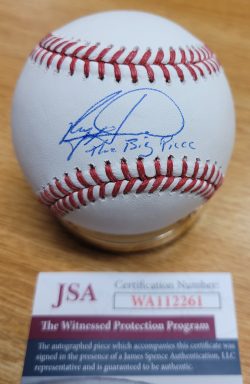 The Big Piece
JSA
Certification Number:
WA112261
The Witnessed Protection Program
The autographed piece which accompanies this certificate was
signed in the presence of a James Spence Authentication, LLC
representative and is guaranteed to be authentic.